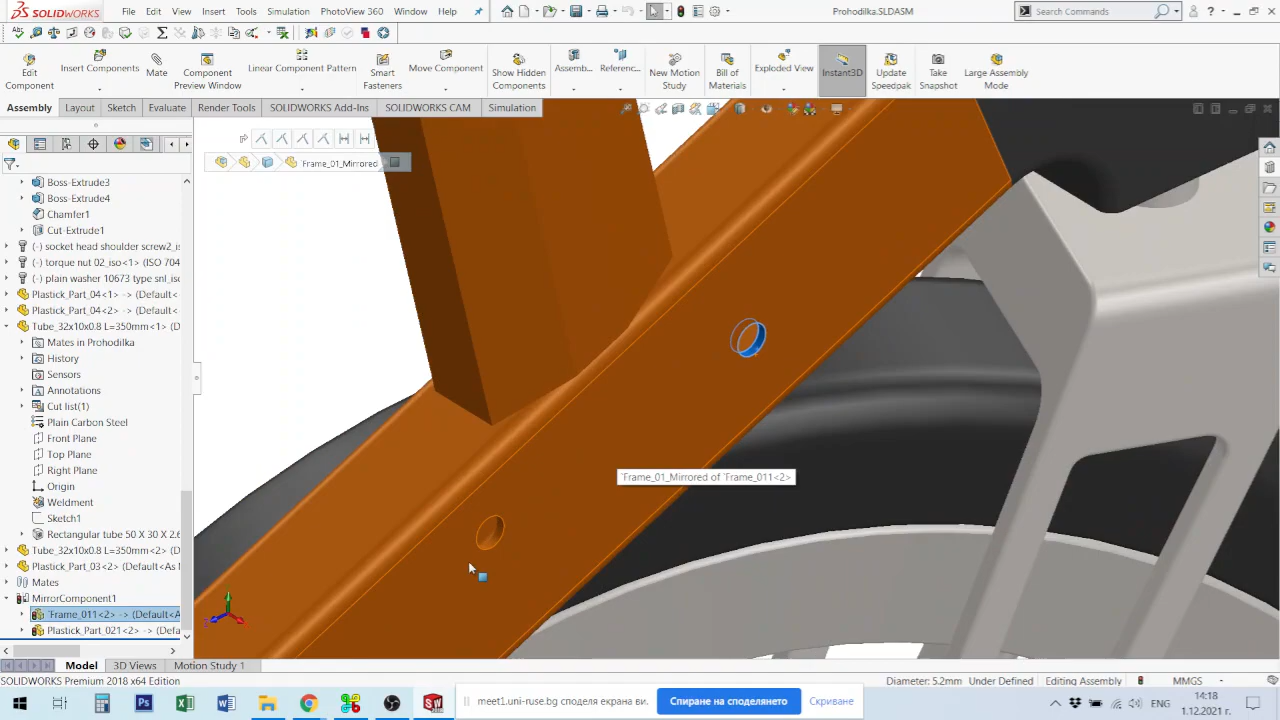 SOLIDWORKS File Edit View Insert Tools Simulation PhotoView 360 Window Help Prohodilka.SLDASM Search Commands
Edit Component
Insert Components
Mate
Component Preview Window
Linear Component Pattern
Smart Fasteners
Move Component
Show Hidden Components
Assemb...
Referenc...
New Motion Study
Bill of Materials
Exploded View
Instant3D
Update Speedpak
Take Snapshot
Large Assembly Mode
Assembly Layout Sketch Evaluate Render Tools SOLIDWORKS Add-Ins SOLIDWORKS CAM Simulation
`Frame_01_Mirrored
Boss-Extrude3
Boss-Extrude4
Chamfer1
Cut-Extrude1
(-) socket head shoulder screw2_is
(-) torque nut 02_iso<1> (ISO 704
(-) plain washer 10673 type snl_iso
Plastick_Part_04<1> -> (Default<
Plastick_Part_04<2> -> (Default<
Tube_32x10x0.8 L=350mm<1> -> (D
Mates in Prohodilka
History
Sensors
Annotations
Cut list(1)
Plain Carbon Steel
Front Plane
Top Plane
Right Plane
Origin
Weldment
Sketch1
Rectangular tube 50 X 30 X 2.6
Tube_32x10x0.8 L=350mm<2> -> (D
Plastick_Part_03<2> -> (Default<As
Mates
MirrorComponent1
`Frame_011<2> -> (Default<A
Plastick_Part_021<2> -> (Defa
`Frame_01_Mirrored of `Frame_011<2>
Model 3D Views Motion Study 1
SOLIDWORKS Premium 2018 x64 Edition Diameter: 5.2mm Under Defined Editing Assembly MMGS
meet1.uni-ruse.bg споделя екрана ви. Спиране на споделянето Скриване
ENG
14:18
1.12.2021 г.